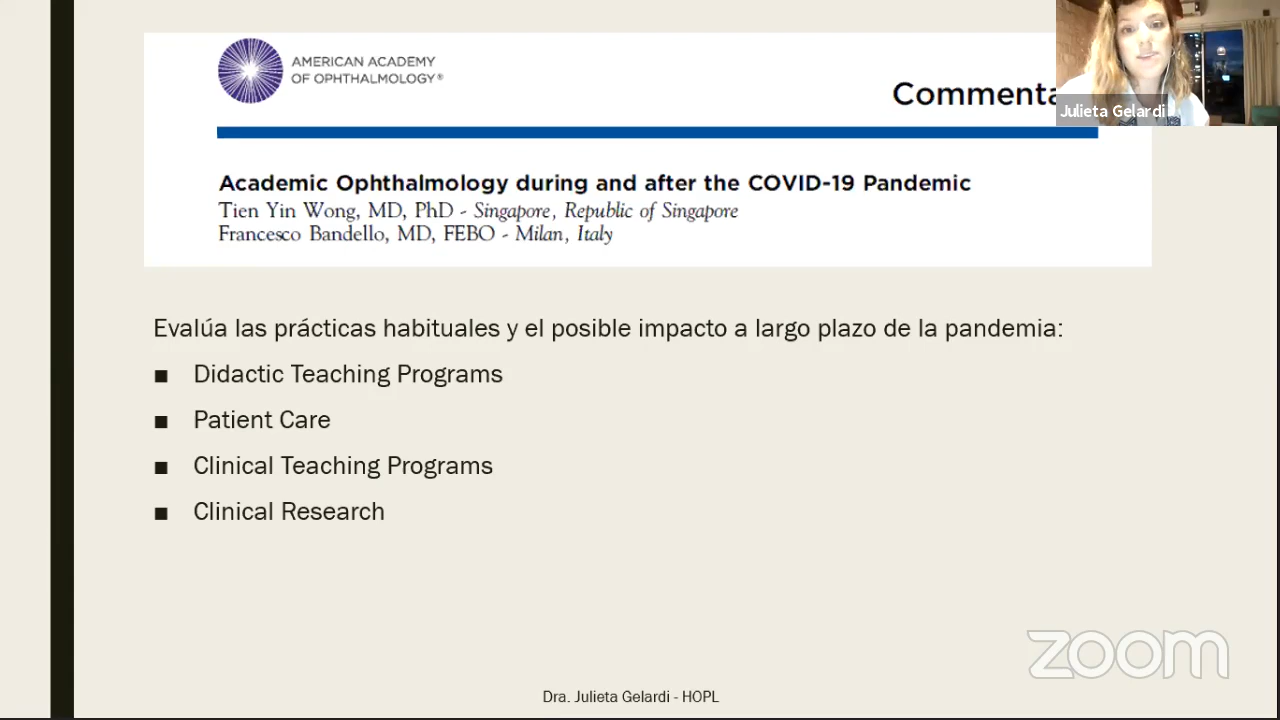 AMERICAN ACADEMY
OF OPHTHALMOLOGY®
Commenta
Julieta Gelardi
Academic Ophthalmology during and after the COVID-19 Pandemic
Tien Yin Wong, MD, PhD - Singapore, Republic of Singapore
Francesco Bandello, MD, FEBO - Milan, Italy
Evalúa las prácticas habituales y el posible impacto a largo plazo de la pandemia:
■ Didactic Teaching Programs
■ Patient Care
■ Clinical Teaching Programs
■ Clinical Research
zoom
Dra. Julieta Gelardi - HOPL